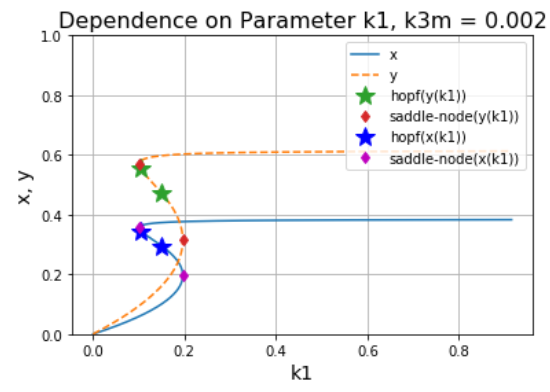 Dependence on Parameter k1, k3m = 0.002
x, y
1.0
0.8
0.6
0.4
0.2
0.0
x
y
hopf(y(k1))
saddle-node(y(k1))
hopf(x(k1))
saddle-node(x(k1))
0.0 0.2 0.4 0.6 0.8
k1